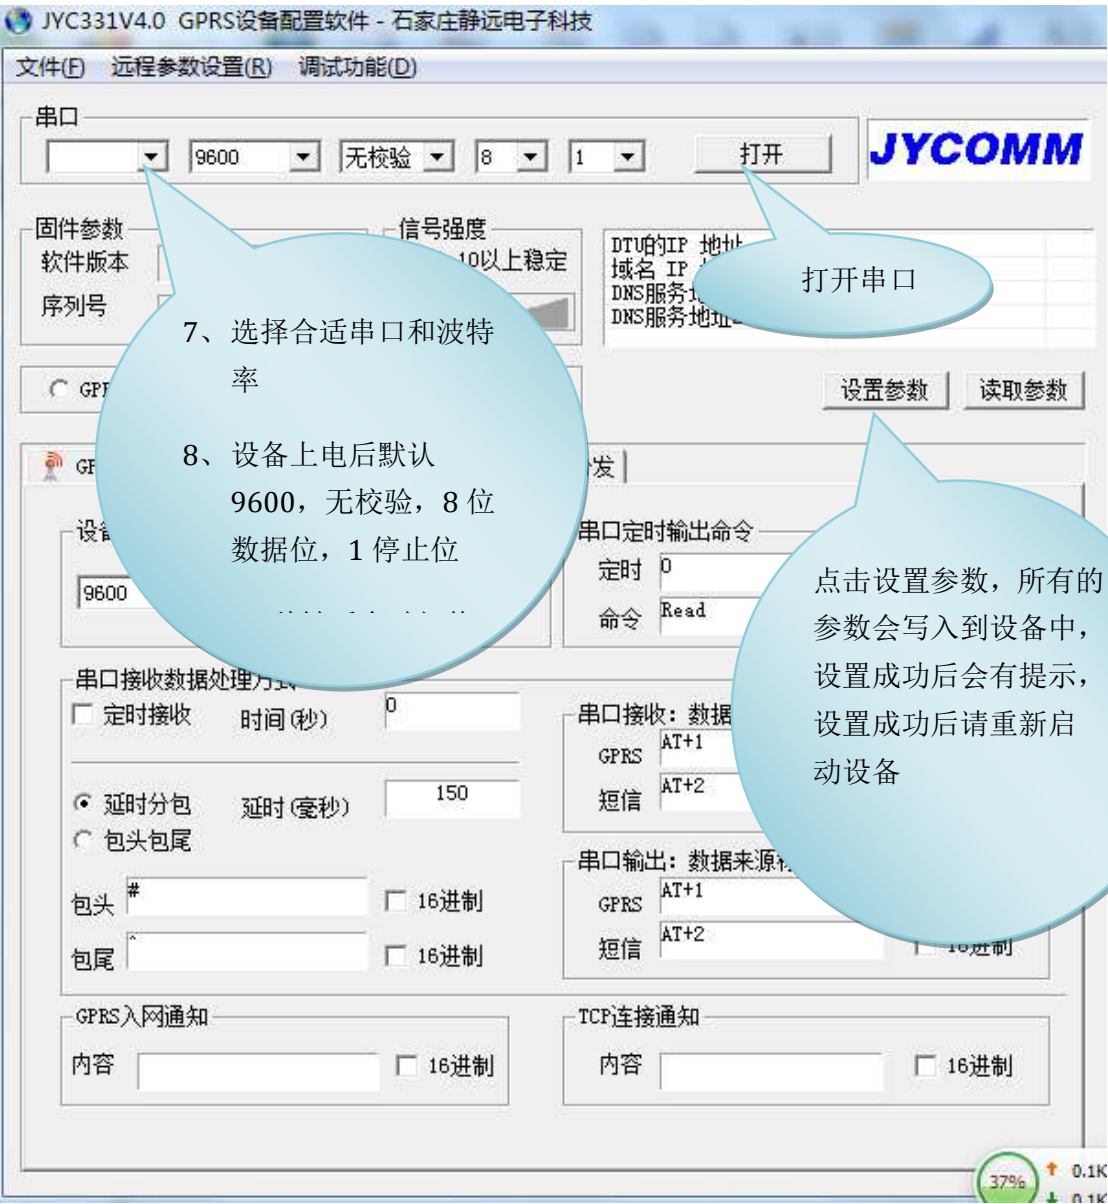 JYC331V4.0 GPRS设备配置软件 - 石家庄静远电子科技
文件(F) 远程参数设置(R) 调试功能(D)
串口
9600 无校验 8 1 打开
JYCOMM
固件参数
软件版本
序列号
信号强度
10以上稳定
DTU的IP 地址
域名 IP
DNS服务
DNS服务地址
打开串口
7、选择合适串口和波特
率
8、设备上电后默认
9600，无校验，8 位
数据位，1 停止位
设置参数 读取参数
点击设置参数，所有的
参数会写入到设备中，
设置成功后会有提示，
设置成功后请重新启
动设备
9600
串口定时输出命令
定时 0
命令 Read
串口接收数据处理方式
定时接收 时间(秒) 0
延时分包 延时(毫秒) 150
包头包尾
包头 # 16进制
包尾 ^ 16进制
串口接收: 数据
GPRS AT+1
短信 AT+2
串口输出: 数据来源
GPRS AT+1
短信 AT+2 16进制
GPRS入网通知
内容 16进制
TCP连接通知
内容 16进制
37%
0.1K
0.1K